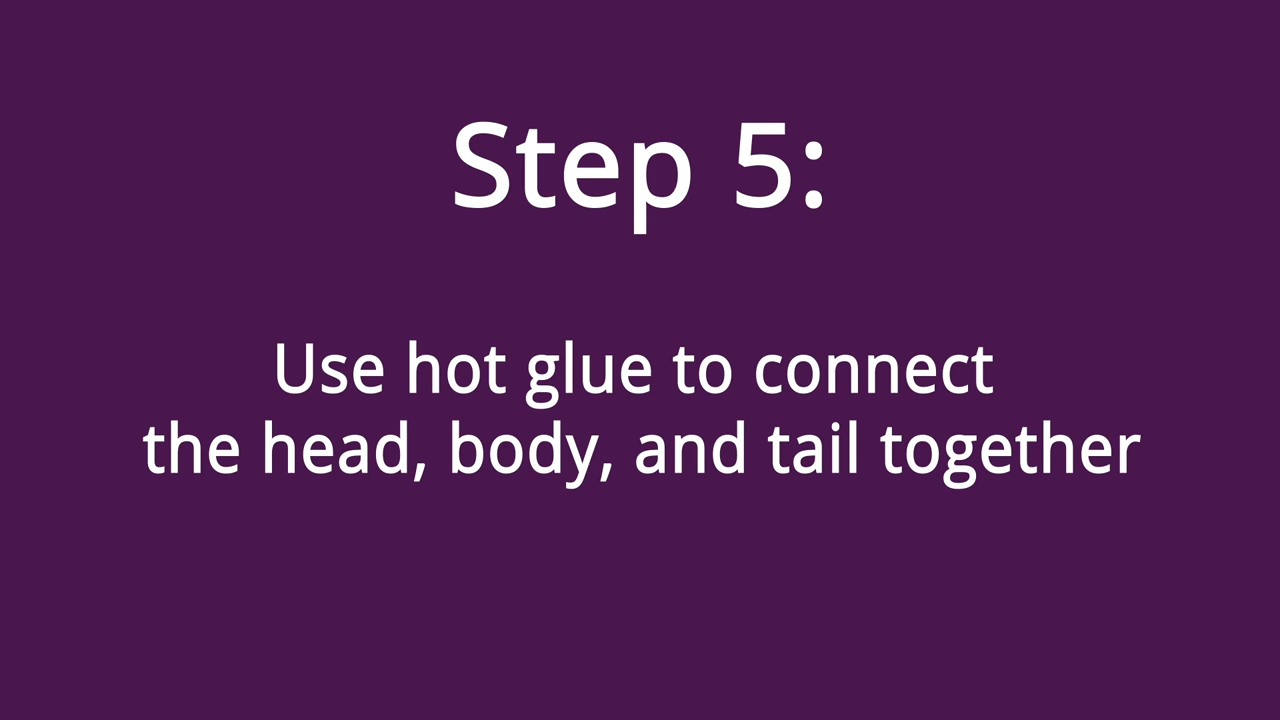 Step 5:
Use hot glue to connect
the head, body, and tail together